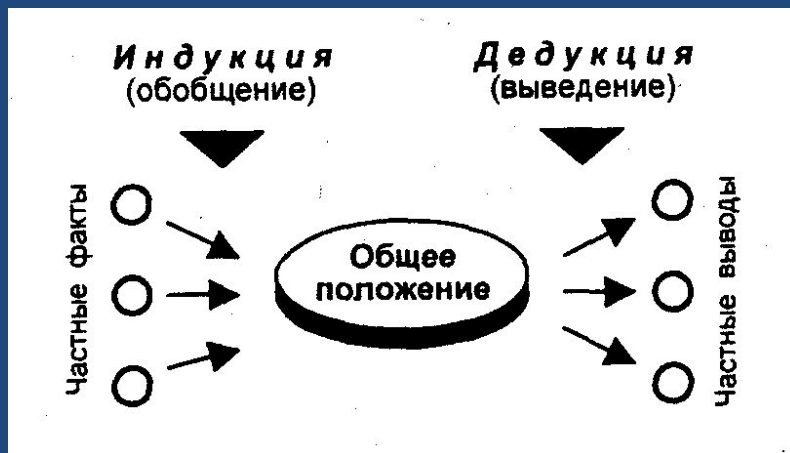 Индукция
(обобщение)
Дедукция
(выведение)
Частные факты
Общее
положение
Частные выводы